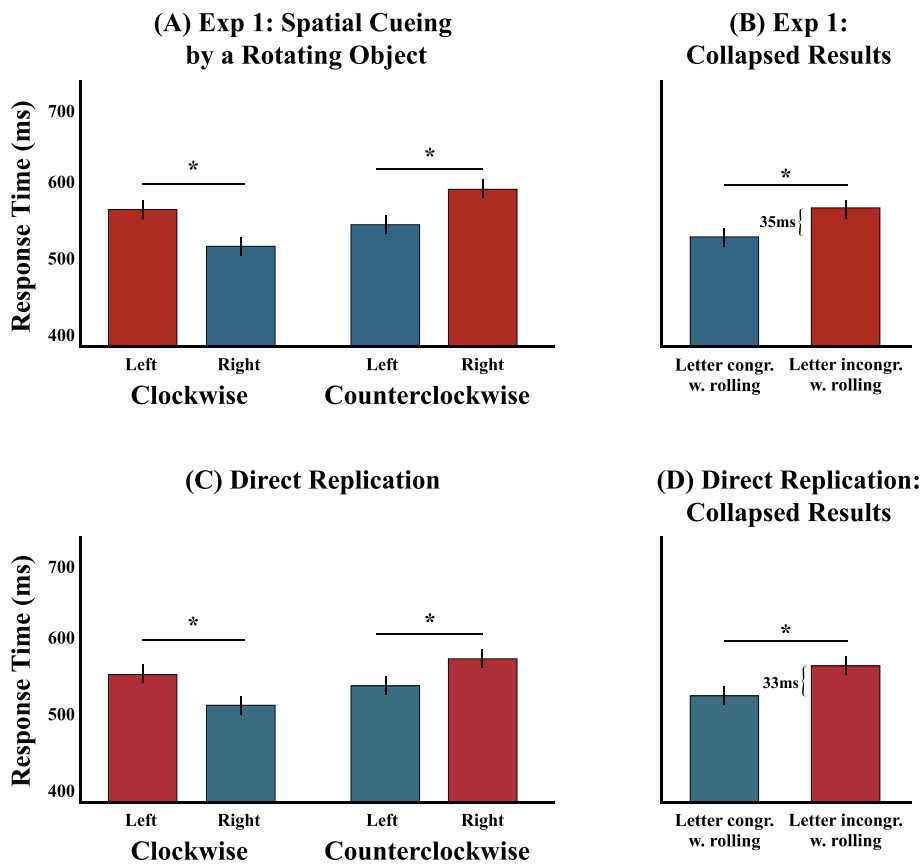 (A) Exp 1: Spatial Cueing
by a Rotating Object
Response Time (ms)
700
600
500
400
*
*
Left
Right
Left
Right
Clockwise
Counterclockwise
(B) Exp 1:
Collapsed Results
*
35ms
Letter congr.
w. rolling
Letter incongr.
w. rolling
(C) Direct Replication
Response Time (ms)
700
600
500
400
*
*
Left
Right
Left
Right
Clockwise
Counterclockwise
(D) Direct Replication:
Collapsed Results
*
33ms
Letter congr.
w. rolling
Letter incongr.
w. rolling